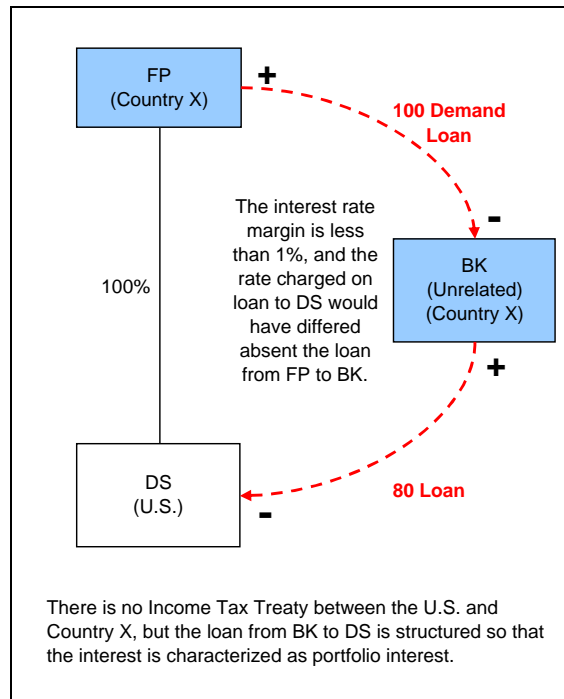 FP
(Country X)
+
100 Demand
Loan
The interest rate
margin is less
than 1%, and the
rate charged on
loan to DS would
have differed
absent the loan
from FP to BK.
-
BK
(Unrelated)
(Country X)
+
100%
DS
(U.S.)
-
80 Loan
There is no Income Tax Treaty between the U.S. and
Country X, but the loan from BK to DS is structured so that
the interest is characterized as portfolio interest.